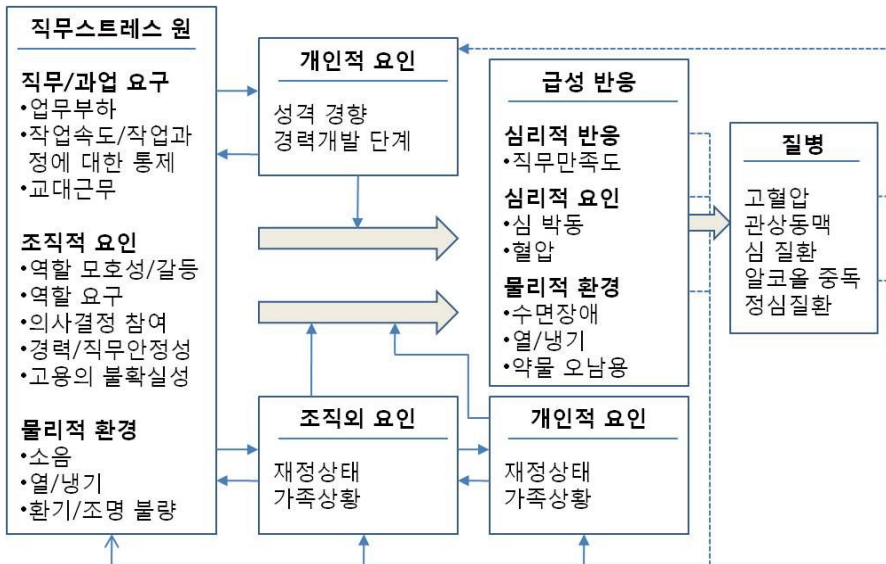 직무스트레스 원
직무/과업 요구
•업무부하
•작업속도/작업과
정에 대한 통제
•교대근무
조직적 요인
•역할 모호성/갈등
•역할 요구
•의사결정 참여
•경력/직무안정성
•고용의 불확실성
물리적 환경
•소음
•열/냉기
•환기/조명 불량
개인적 요인
성격 경향
경력개발 단계
급성 반응
심리적 반응
•직무만족도
심리적 요인
•심 박동
•혈압
물리적 환경
•수면장애
•열/냉기
•약물 오남용
질병
고혈압
관상동맥
심 질환
알코올 중독
정심질환
조직외 요인
재정상태
가족상황
개인적 요인
재정상태
가족상황